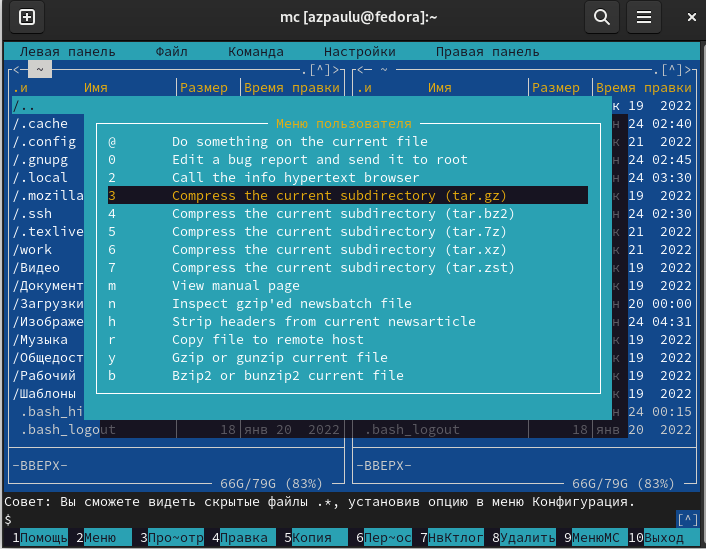 mc [azpaulu@fedora]:~
Левая панель Файл Команда Настройки Правая панель
<─ ~ .[^]> <─ ~ .[^]>
.и Имя Размер Время правки .и Имя Размер Время правки
/.. к 19 2022
/.cache н 24 02:40
/.config к 21 2022
/.gnupg н 24 02:45
/.local н 24 03:30
/.mozilla к 19 2022
/.ssh н 24 02:30
/.texlive к 21 2022
/work к 21 2022
/Видео к 19 2022
/Документ к 19 2022
/Загрузки н 20 00:00
/Изображе н 24 04:31
/Музыка к 19 2022
/Общедост к 19 2022
/Рабочий к 19 2022
/Шаблоны к 19 2022
.bash_hi н 24 00:15
.bash_logout 18 янв 20 2022 .bash_logout 18 янв 20 2022
Меню пользователя
@ Do something on the current file
0 Edit a bug report and send it to root
2 Call the info hypertext browser
3 Compress the current subdirectory (tar.gz)
4 Compress the current subdirectory (tar.bz2)
5 Compress the current subdirectory (tar.7z)
6 Compress the current subdirectory (tar.xz)
7 Compress the current subdirectory (tar.zst)
m View manual page
n Inspect gzip'ed newsbatch file
h Strip headers from current newsarticle
r Copy file to remote host
y Gzip or gunzip current file
b Bzip2 or bunzip2 current file
-ВВЕРХ- -ВВЕРХ-
66G/79G (83%) 66G/79G (83%)
Совет: Вы сможете видеть скрытые файлы .*, установив опцию в меню Конфигурация.
$ [^]
1Помощь 2Меню 3Про~отр 4Правка 5Копия 6Пер~ос 7НвКтлог 8Удалить 9МенюМС 10Выход